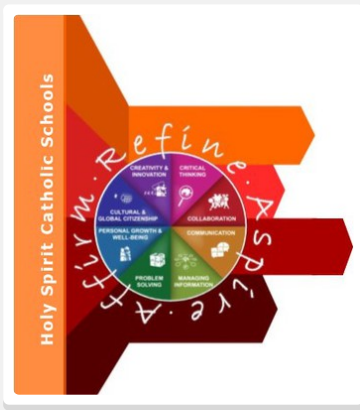 Holy Spirit Catholic Schools
Affirm . Refine . Aspire .
CREATIVITY &
INNOVATION
CRITICAL
THINKING
CULTURAL &
GLOBAL CITIZENSHIP
COLLABORATION
PERSONAL GROWTH &
WELL-BEING
COMMUNICATION
PROBLEM
SOLVING
MANAGING
INFORMATION